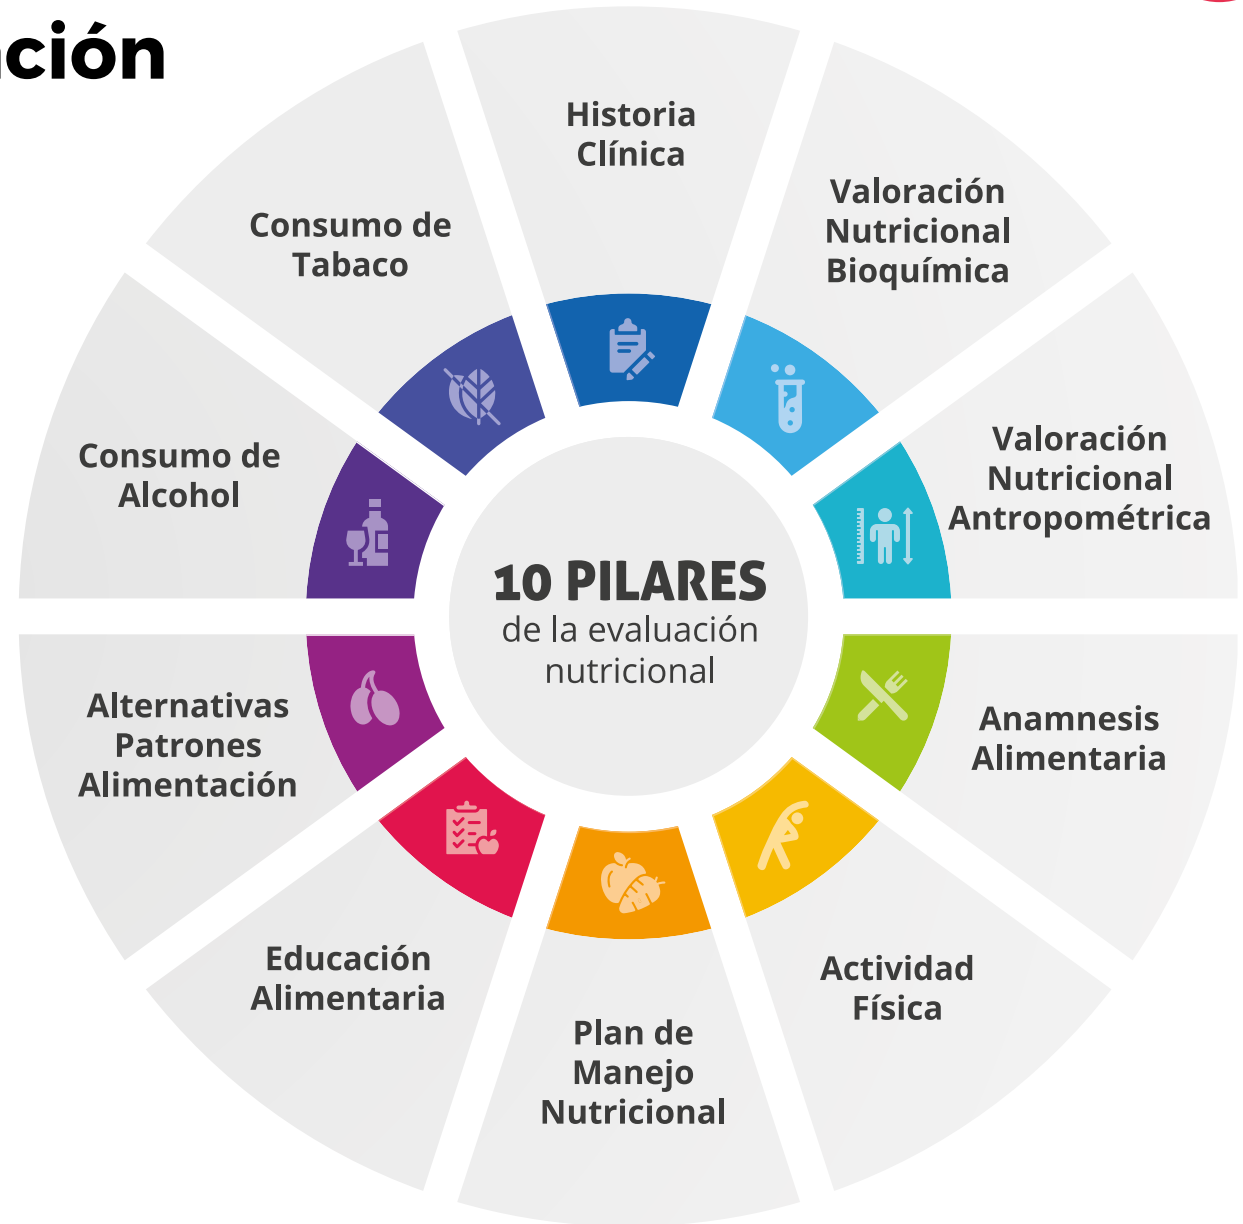 ación
Historia
Clínica
Valoración
Nutricional
Bioquímica
Valoración
Nutricional
Antropométrica
Anamnesis
Alimentaria
Actividad
Física
Plan de
Manejo
Nutricional
Educación
Alimentaria
Alternativas
Patrones
Alimentación
Consumo de
Alcohol
Consumo de
Tabaco
10 PILARES
de la evaluación
nutricional